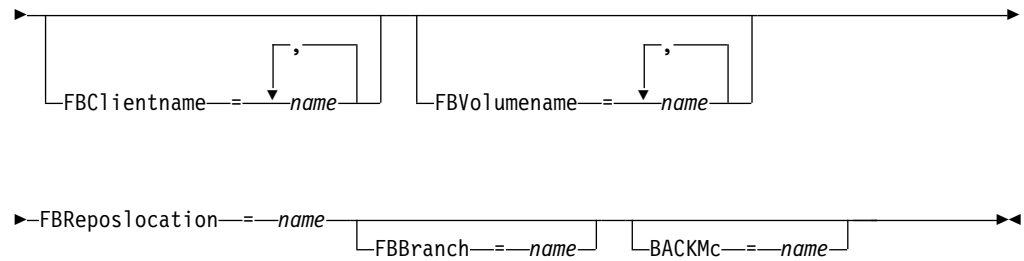 , ,
FBClientname = name FBVolumename = name
FBReposlocation = name
FBBranch = name BACKMc = name